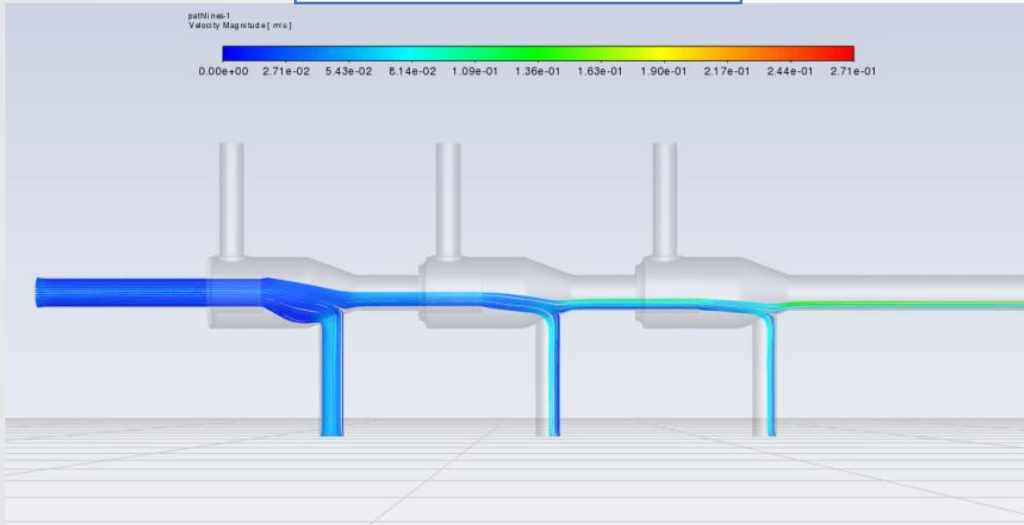 pathlines-1
Velocity Magnitude [ m/s ]
0.00e+00 2.71e-02 5.43e-02 8.14e-02 1.09e-01 1.36e-01 1.63e-01 1.90e-01 2.17e-01 2.44e-01 2.71e-01